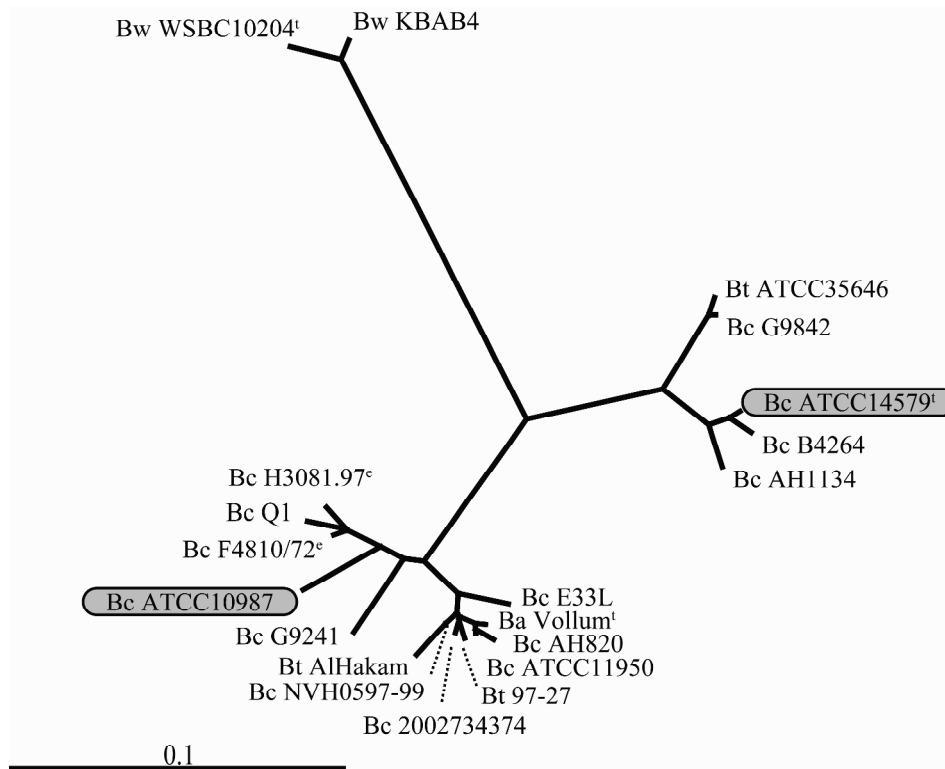 Bw WSBC10204ᵗ
Bw KBAB4
Bt ATCC35646
Bc G9842
Bc ATCC14579ᵗ
Bc B4264
Bc AH1134
Bc H3081.97ᵉ
Bc Q1
Bc F4810/72ᵉ
Bc ATCC10987
Bc G9241
Bc E33L
Ba Vollumᵗ
Bc AH820
Bt AlHakam
Bc ATCC11950
Bc NVH0597-99
Bt 97-27
Bc 2002734374
0.1